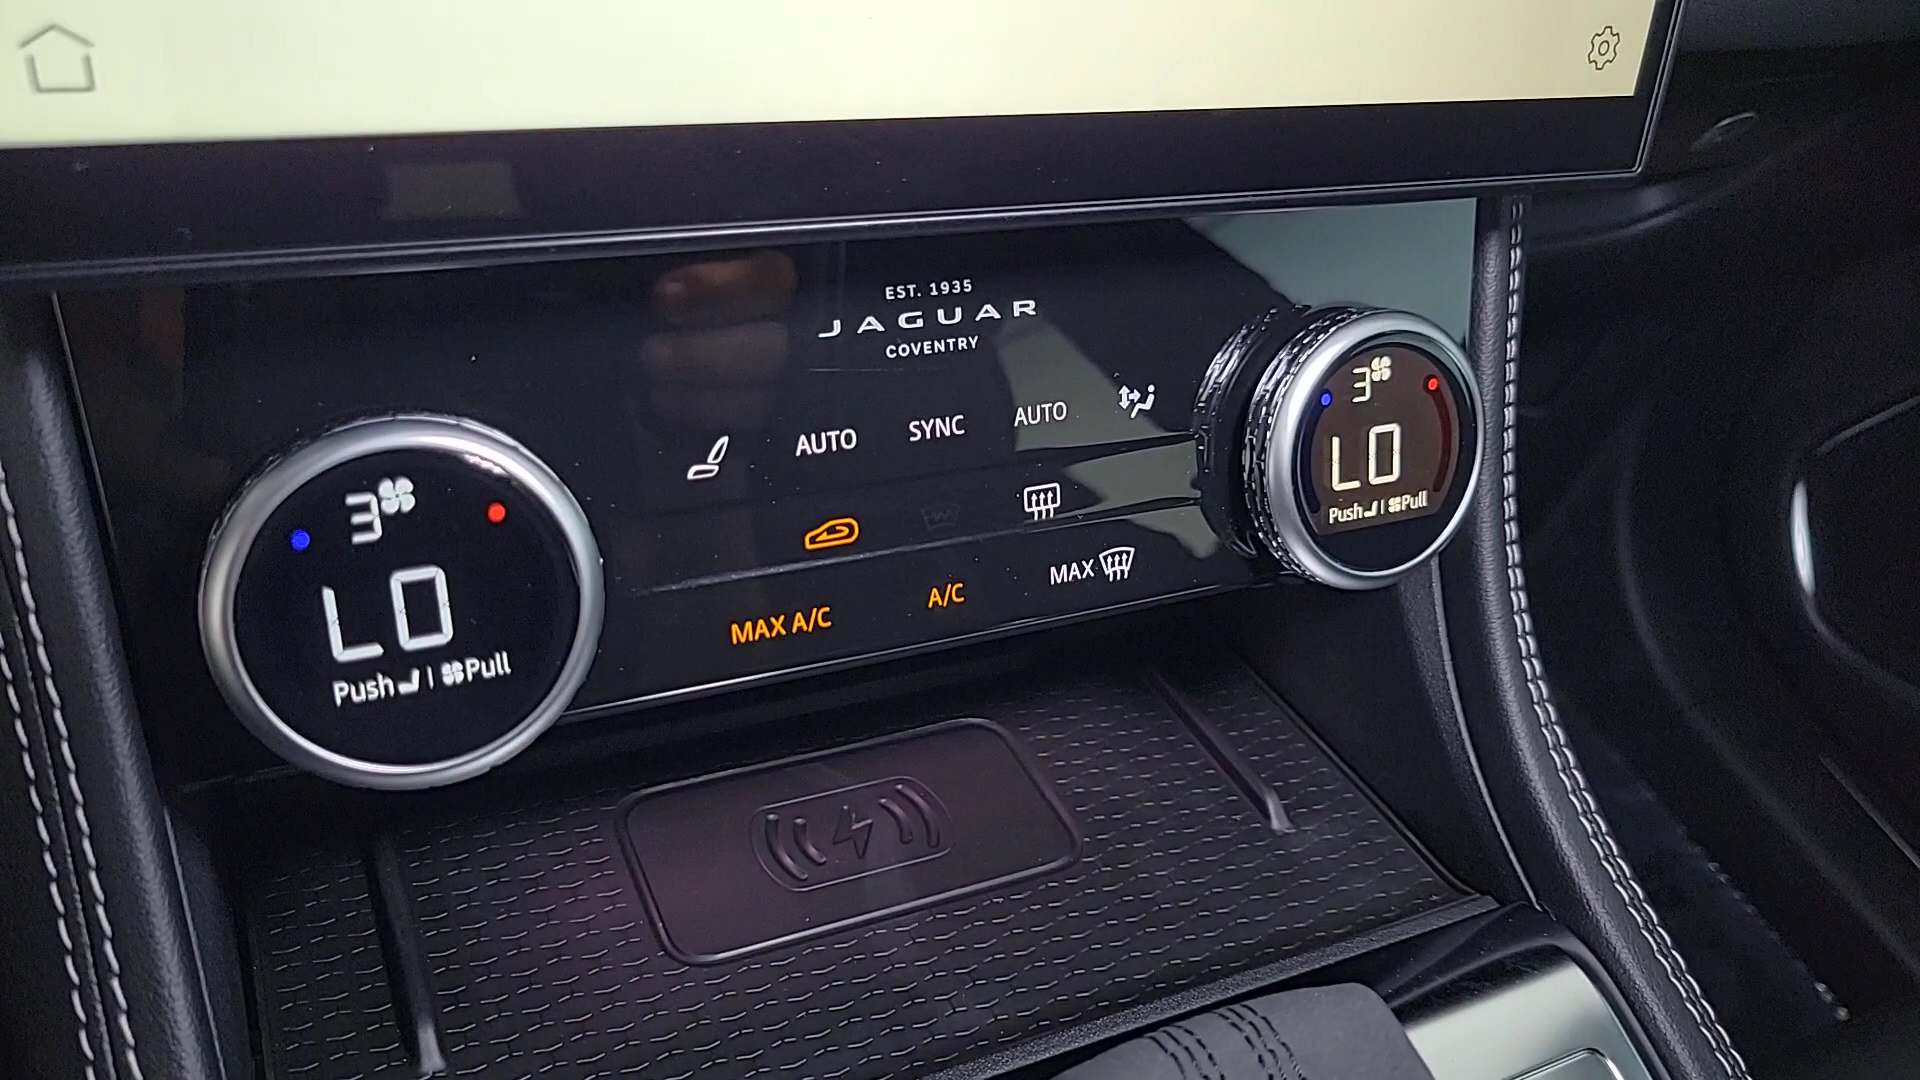 EST. 1935
JAGUAR
COVENTRY
AUTO SYNC AUTO
MAX A/C A/C MAX
3
LO
Push | Pull
3
LO
Push | Pull